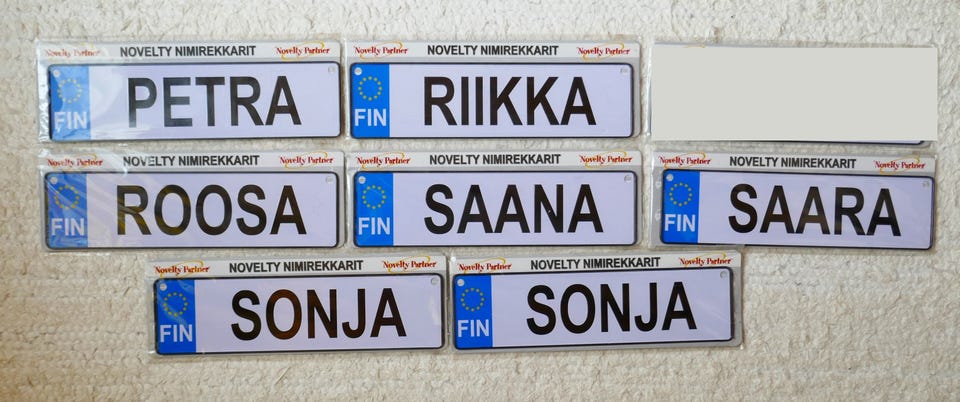 Novelty Partner NOVELTY NIMIREKKARIT Novelty Partner
FIN PETRA
Novelty Partner NOVELTY NIMIREKKARIT Novelty Partner
FIN RIIKKA
Novelty Partner NOVELTY NIMIREKKARIT Novelty Partner
FIN ROOSA
Novelty Partner NOVELTY NIMIREKKARIT Novelty Partner
FIN SAANA
Novelty Partner NOVELTY NIMIREKKARIT Novelty Partner
FIN SAARA
Novelty Partner NOVELTY NIMIREKKARIT Novelty Partner
FIN SONJA
Novelty Partner NOVELTY NIMIREKKARIT Novelty Partner
FIN SONJA